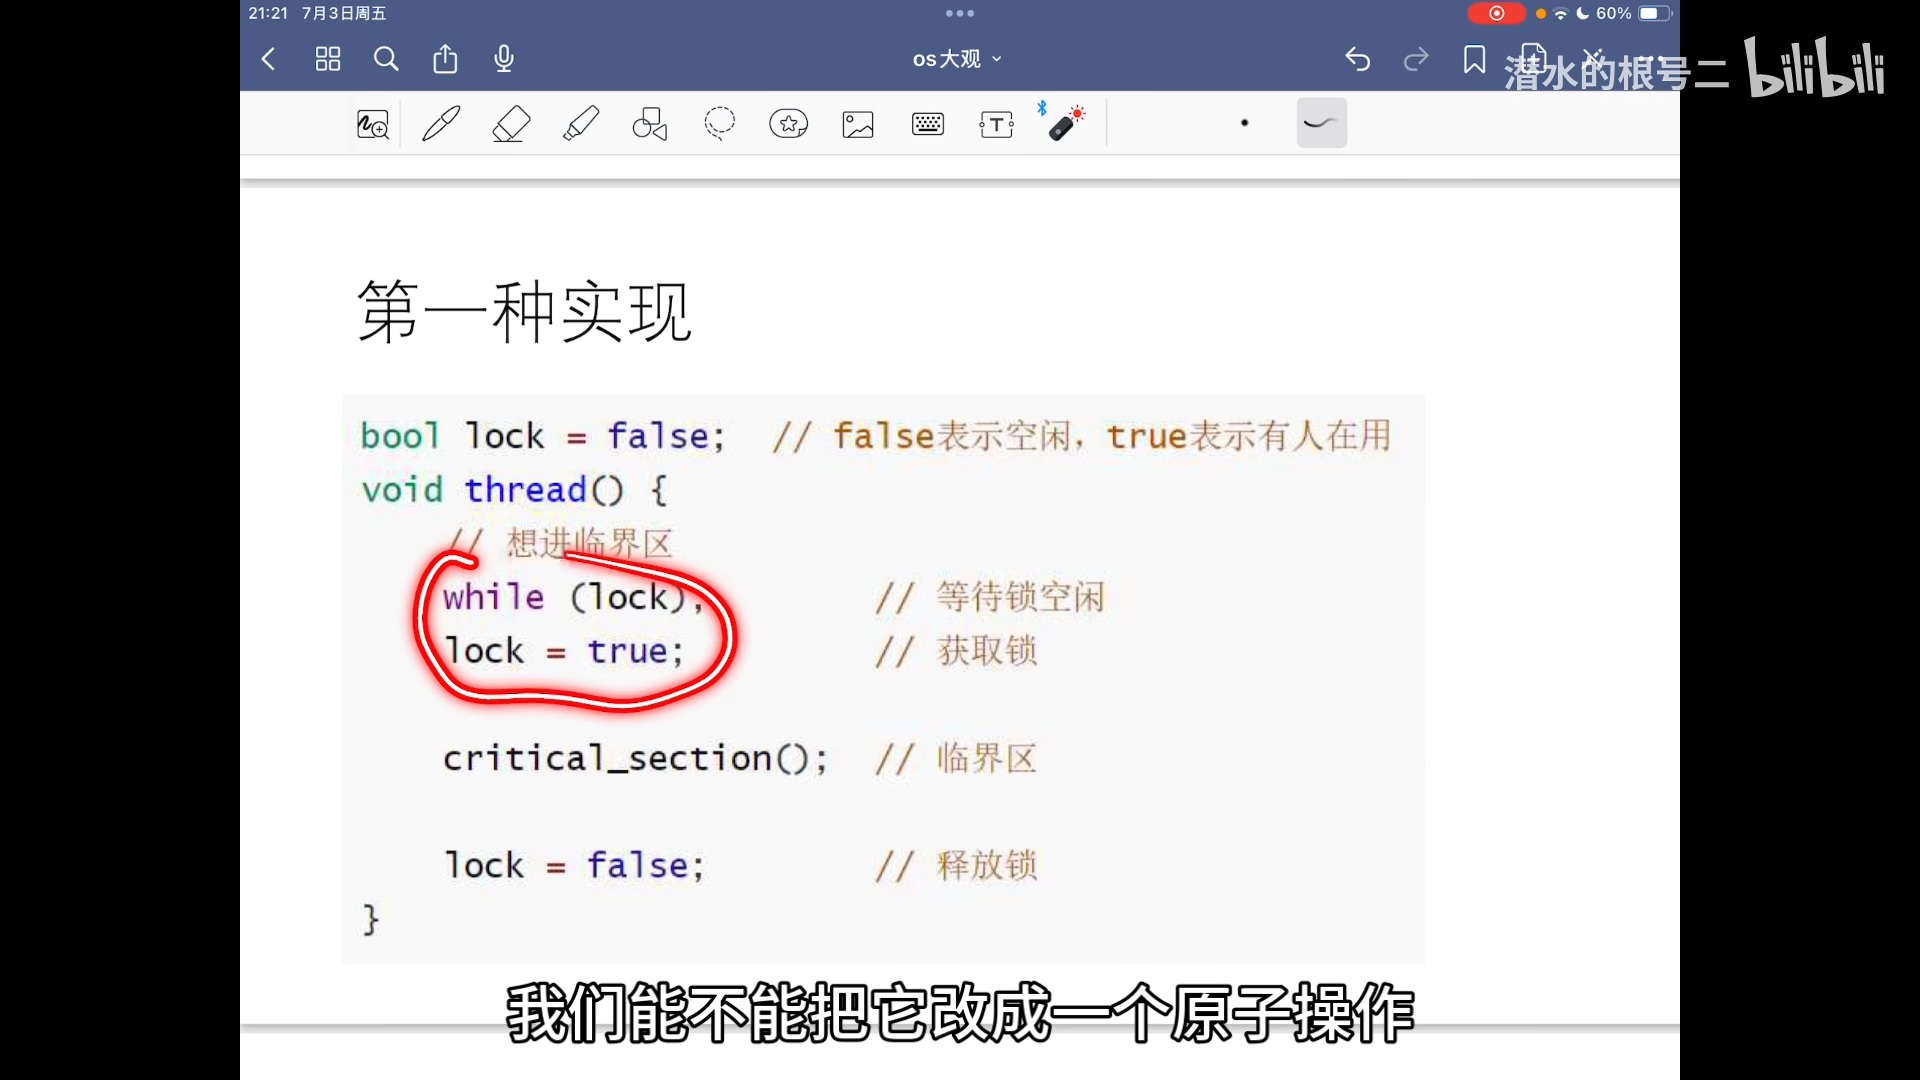 21:21 7月3日周五
60%
os大观
潜水的根号二 bilibili
第一种实现
bool lock = false; // false表示空闲，true表示有人在用
void thread() {
// 想进临界区
while (lock); // 等待锁空闲
lock = true; // 获取锁
critical_section(); // 临界区
lock = false; // 释放锁
}
我们能不能把它改成一个原子操作